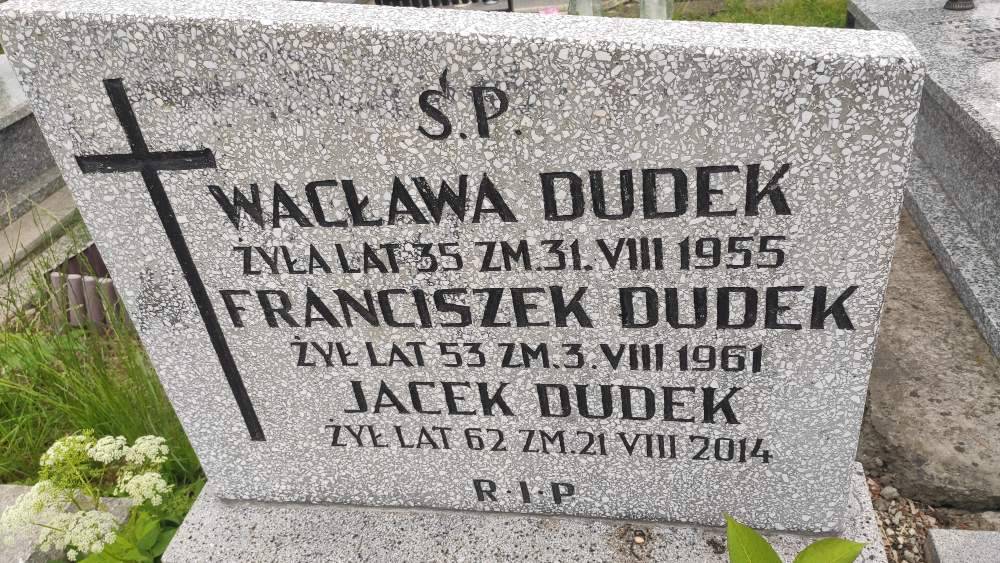 Ś.P.
WACŁAWA DUDEK
ŻYŁA LAT 35 ZM.31.VIII 1955
FRANCISZEK DUDEK
ŻYŁ LAT 53 ZM.3.VIII 1961
JACEK DUDEK
ŻYŁ LAT 62 ZM.21 VIII 2014
R·I·P